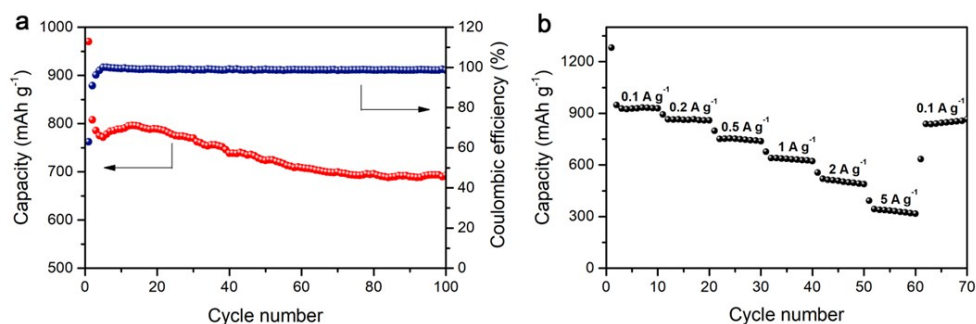 a
1000
900
800
700
600
500
Capacity (mAh g⁻¹)
120
100
80
60
40
20
0
Coulombic efficiency (%)
0 20 40 60 80 100
Cycle number
b
1200
900
600
300
0
Capacity (mAh g⁻¹)
0.1 A g⁻¹
0.2 A g⁻¹
0.5 A g⁻¹
1 A g⁻¹
2 A g⁻¹
5 A g⁻¹
0.1 A g⁻¹
0 10 20 30 40 50 60 70
Cycle number